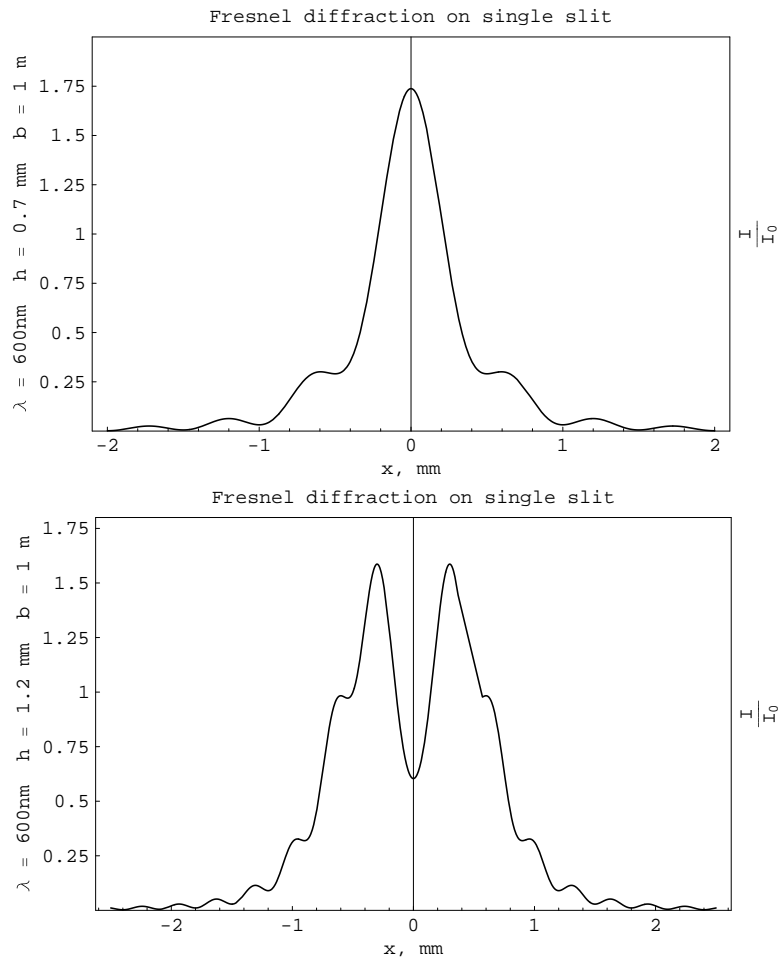 Fresnel diffraction on single slit
λ = 600nm h = 0.7 mm b = 1 m
1.75
1.5
1.25
1
0.75
0.5
0.25
I
I0
-2 -1 0 1 2
x, mm
Fresnel diffraction on single slit
λ = 600nm h = 1.2 mm b = 1 m
1.75
1.5
1.25
1
0.75
0.5
0.25
I
I0
-2 -1 0 1 2
x, mm